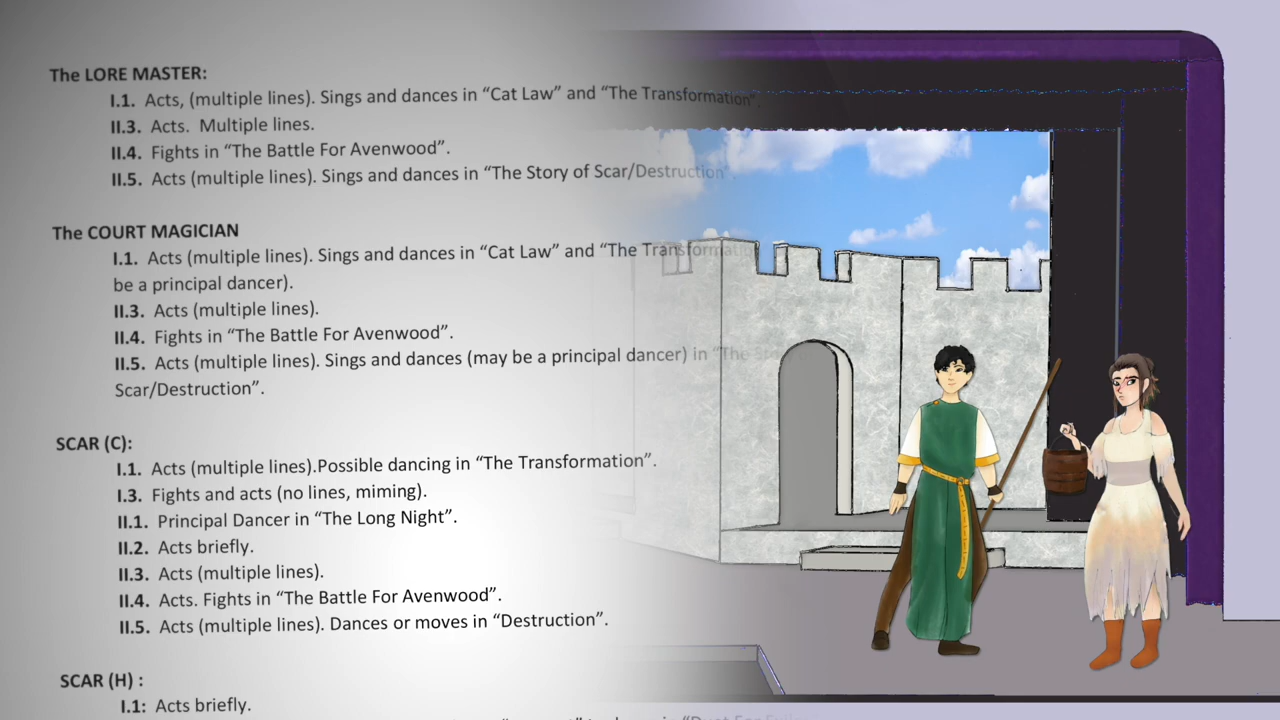 The LORE MASTER:
I.1. Acts, (multiple lines). Sings and dances in “Cat Law” and “The Transformation”.
II.3. Acts. Multiple lines.
II.4. Fights in “The Battle For Avenwood”.
II.5. Acts (multiple lines). Sings and dances in “The Story of Scar/Destruction”.
The COURT MAGICIAN
I.1. Acts (multiple lines). Sings and dances in “Cat Law” and “The Transformation
be a principal dancer).
II.3. Acts (multiple lines).
II.4. Fights in “The Battle For Avenwood”.
II.5. Acts (multiple lines). Sings and dances (may be a principal dancer) in “The Story
Scar/Destruction”.
SCAR (C):
I.1. Acts (multiple lines).Possible dancing in “The Transformation”.
I.3. Fights and acts (no lines, miming).
II.1. Principal Dancer in “The Long Night”.
II.2. Acts briefly.
II.3. Acts (multiple lines).
II.4. Acts. Fights in “The Battle For Avenwood”.
II.5. Acts (multiple lines). Dances or moves in “Destruction”.
SCAR (H) :
I.1: Acts briefly.